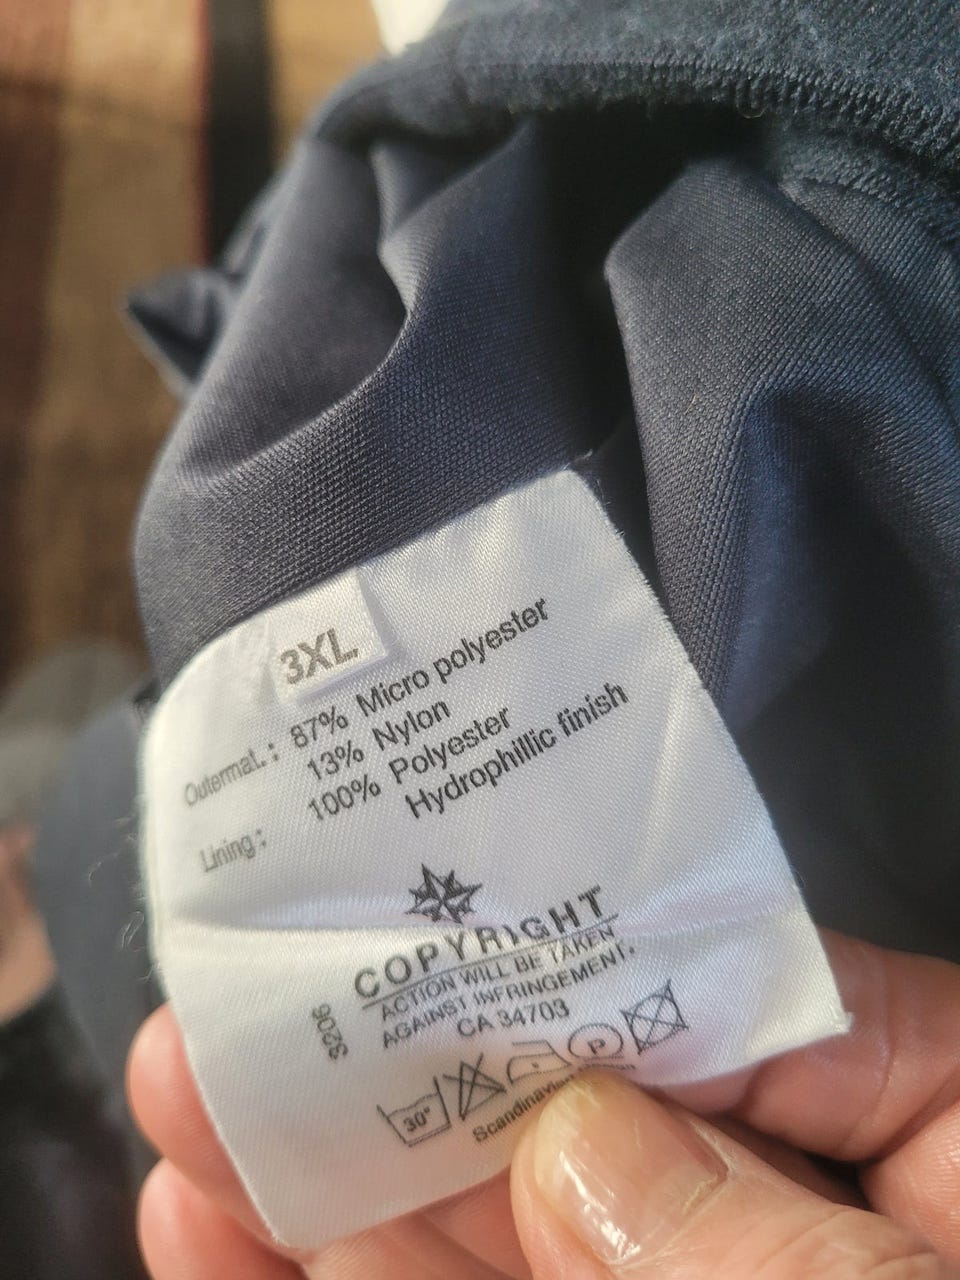 3XL
Outermat.: 87% Micro polyester
13% Nylon
Lining: 100% Polyester
Hydrophillic finish
COPYRIGHT
ACTION WILL BE TAKEN
AGAINST INFRINGEMENT.
CA 34703
3206
30°
P
Scandinavian